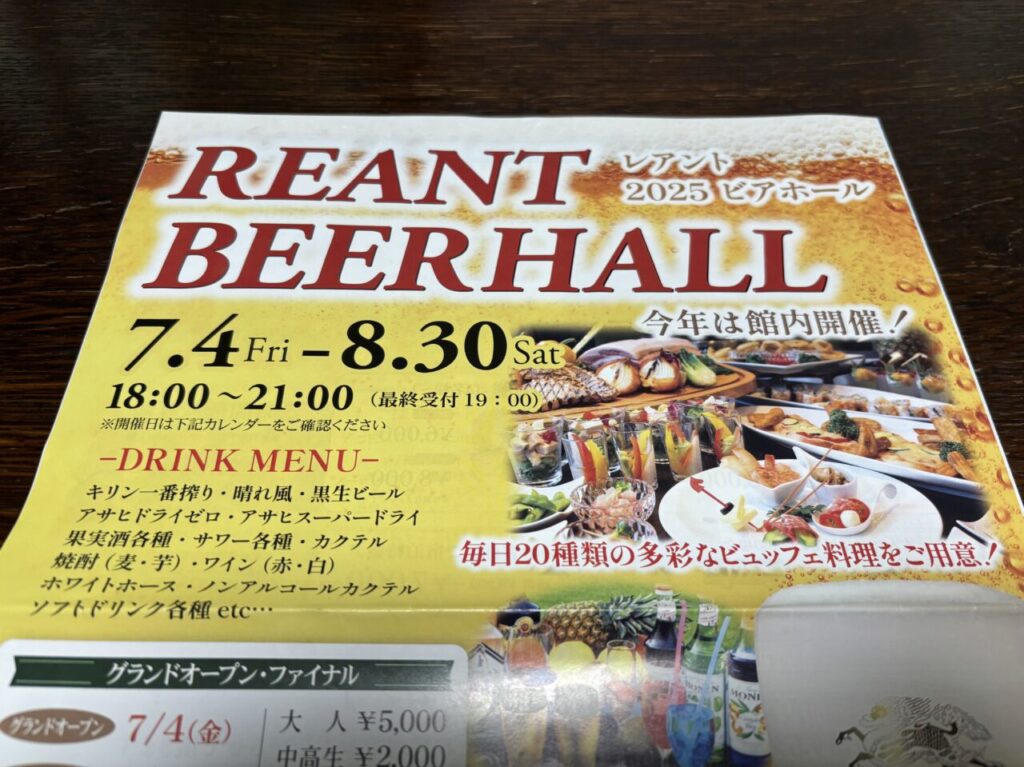 REANT
レアント
2025 ビアホール
BEERHALL
今年は館内開催!
7.4 Fri – 8.30 Sat
18:00 ~21:00 (最終受付 19:00)
※開催日は下記カレンダーをご確認ください
–DRINK MENU–
キリン一番搾り・晴れ風・黒生ビール
アサヒドライゼロ・アサヒスーパードライ
果実酒各種・サワー各種・カクテル
焼酎 (麦・芋)・ワイン (赤・白)
ホワイトホース・ノンアルコールカクテル
ソフトドリンク各種 etc…
毎日20種類の多彩なビュッフェ料理をご用意!
グランドオープン・ファイナル
グランドオープン 7/4(金)
大 人 ¥5,000
中高生 ¥2,000